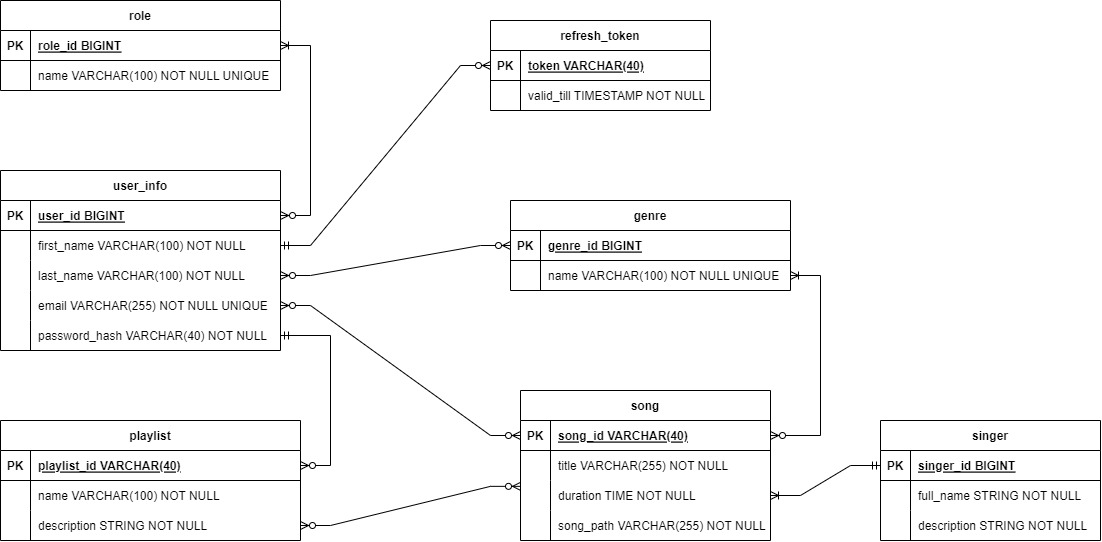 role
PK role_id BIGINT
name VARCHAR(100) NOT NULL UNIQUE
refresh_token
PK token VARCHAR(40)
valid_till TIMESTAMP NOT NULL
user_info
PK user_id BIGINT
first_name VARCHAR(100) NOT NULL
last_name VARCHAR(100) NOT NULL
email VARCHAR(255) NOT NULL UNIQUE
password_hash VARCHAR(40) NOT NULL
genre
PK genre_id BIGINT
name VARCHAR(100) NOT NULL UNIQUE
playlist
PK playlist_id VARCHAR(40)
name VARCHAR(100) NOT NULL
description STRING NOT NULL
song
PK song_id VARCHAR(40)
title VARCHAR(255) NOT NULL
duration TIME NOT NULL
song_path VARCHAR(255) NOT NULL
singer
PK singer_id BIGINT
full_name STRING NOT NULL
description STRING NOT NULL